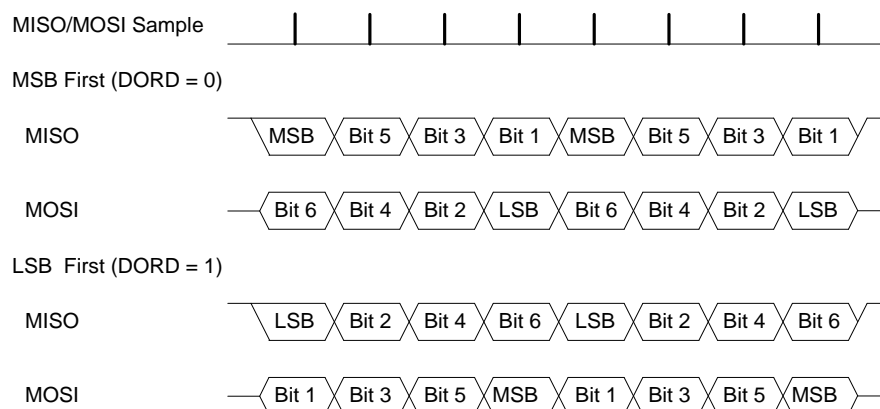 MISO/MOSI Sample
MSB First (DORD = 0)
MISO MSB Bit 5 Bit 3 Bit 1 MSB Bit 5 Bit 3 Bit 1
MOSI Bit 6 Bit 4 Bit 2 LSB Bit 6 Bit 4 Bit 2 LSB
LSB First (DORD = 1)
MISO LSB Bit 2 Bit 4 Bit 6 LSB Bit 2 Bit 4 Bit 6
MOSI Bit 1 Bit 3 Bit 5 MSB Bit 1 Bit 3 Bit 5 MSB